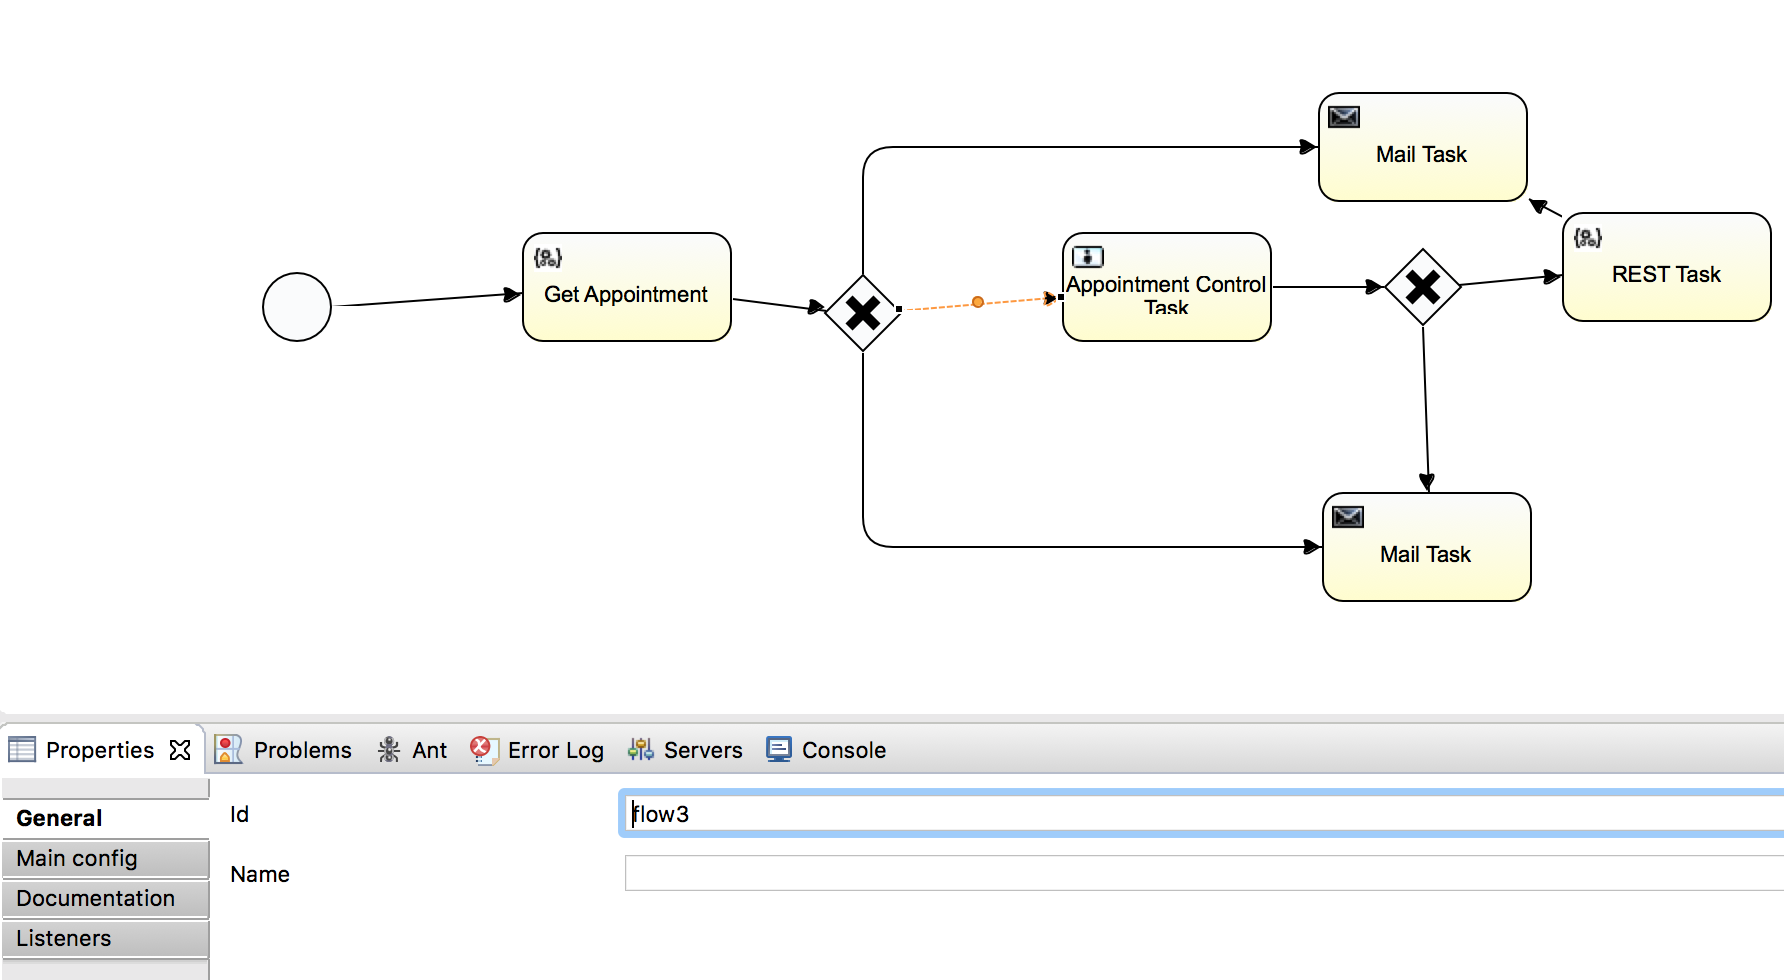 Mail Task
REST Task
Get Appointment
Appointment Control
Task
Mail Task
Properties
Problems
Ant
Error Log
Servers
Console
General
Id
flow3
Main config
Name
Documentation
Listeners